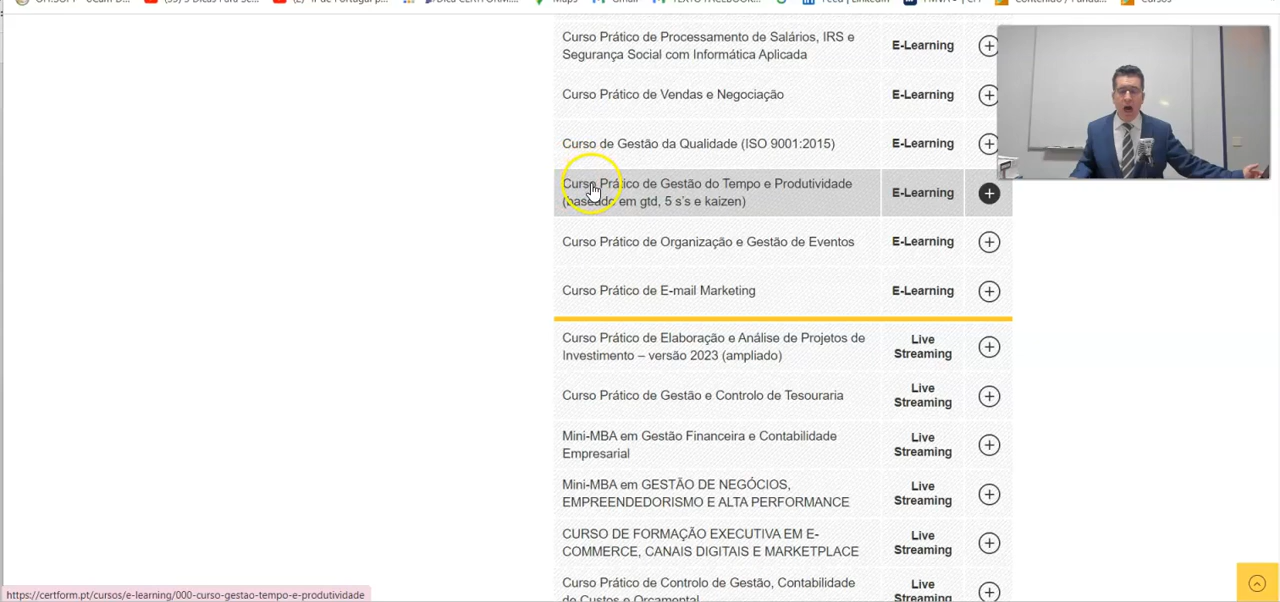 Curso Prático de Processamento de Salários, IRS e
Segurança Social com Informática Aplicada
E-Learning
Curso Prático de Vendas e Negociação
E-Learning
Curso de Gestão da Qualidade (ISO 9001:2015)
E-Learning
Curso Prático de Gestão do Tempo e Produtividade
(baseado em gtd, 5 s's e kaizen)
E-Learning
Curso Prático de Organização e Gestão de Eventos
E-Learning
Curso Prático de E-mail Marketing
E-Learning
Curso Prático de Elaboração e Análise de Projetos de
Investimento – versão 2023 (ampliado)
Live
Streaming
Curso Prático de Gestão e Controlo de Tesouraria
Live
Streaming
Mini-MBA em Gestão Financeira e Contabilidade
Empresarial
Live
Streaming
Mini-MBA em GESTÃO DE NEGÓCIOS,
EMPREENDEDORISMO E ALTA PERFORMANCE
Live
Streaming
CURSO DE FORMAÇÃO EXECUTIVA EM E-
COMMERCE, CANAIS DIGITAIS E MARKETPLACE
Live
Streaming
Curso Prático de Controlo de Gestão, Contabilidade
de Custos e Orçamental
Live
Streaming
https://certform.pt/cursos/e-learning/000-curso-gestao-tempo-e-produtividade